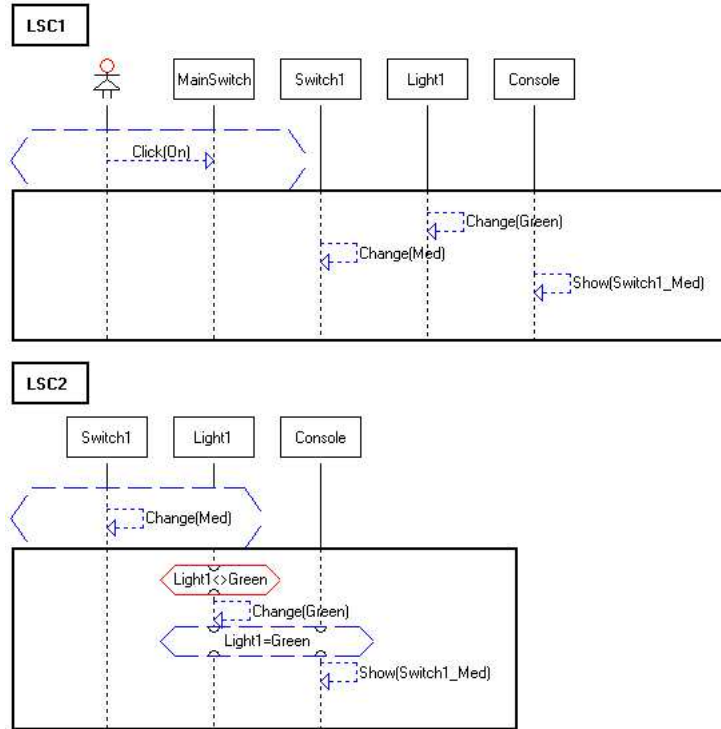 LSC1
MainSwitch Switch1 Light1 Console
Click(On)
Change(Green)
Change(Med)
Show(Switch1_Med)
LSC2
Switch1 Light1 Console
Change(Med)
Light1<>Green
Change(Green)
Light1=Green
Show(Switch1_Med)